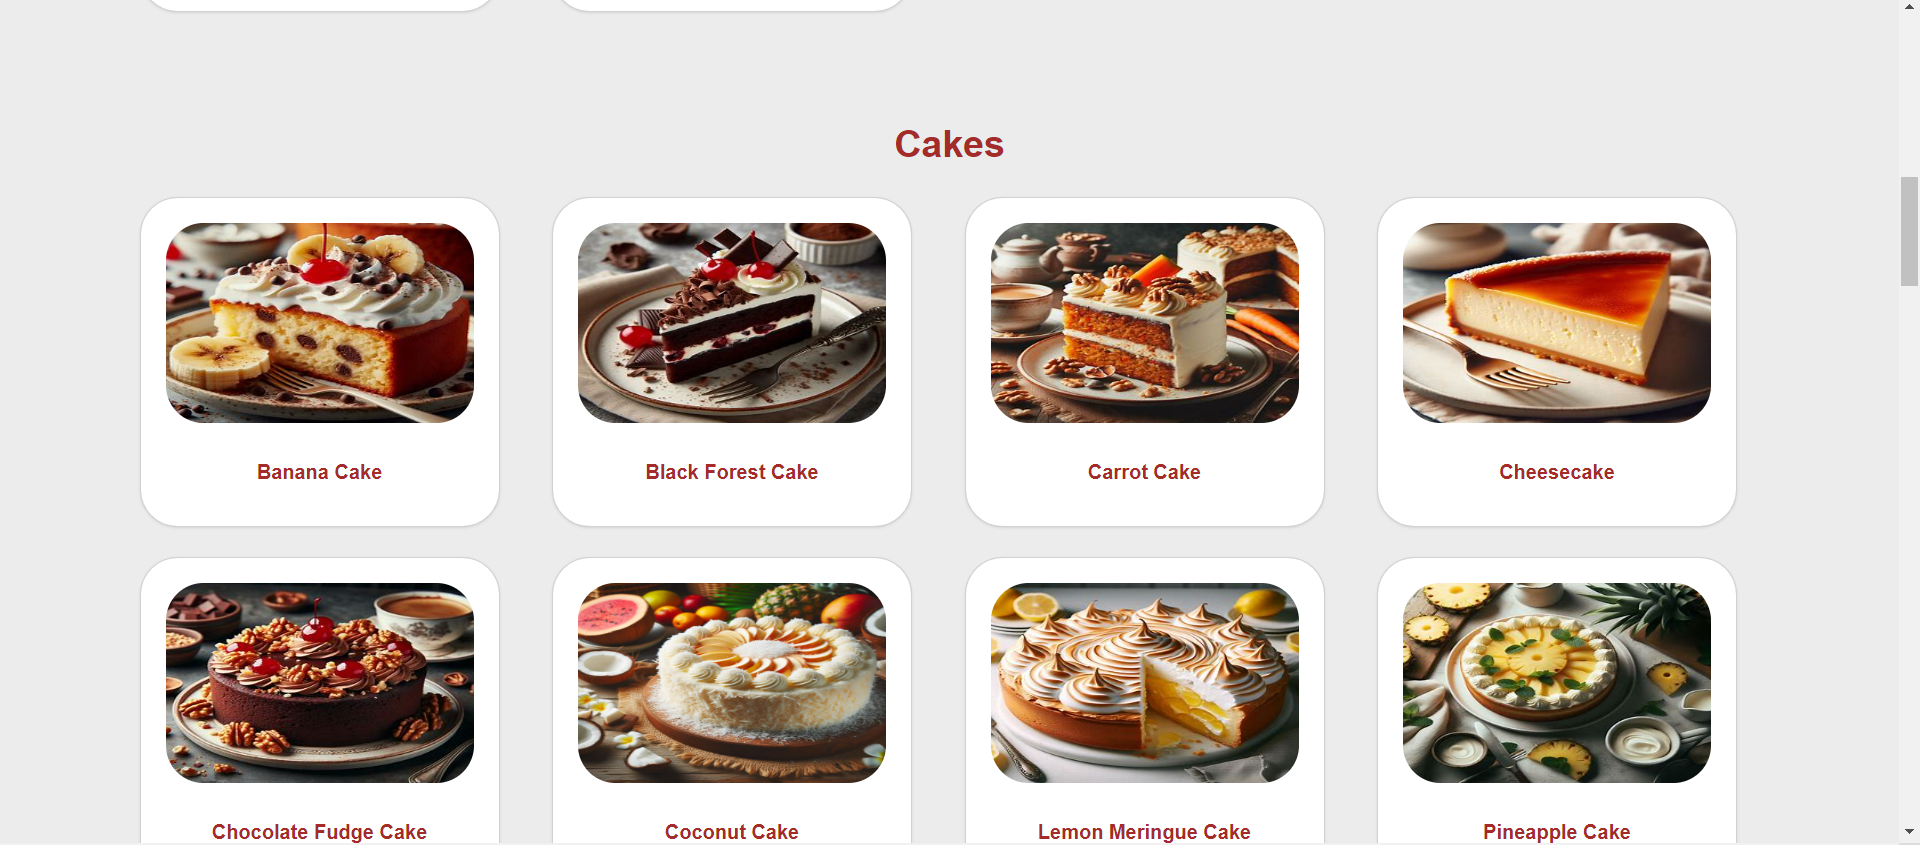 Cakes
Banana Cake
Black Forest Cake
Carrot Cake
Cheesecake
Chocolate Fudge Cake
Coconut Cake
Lemon Meringue Cake
Pineapple Cake